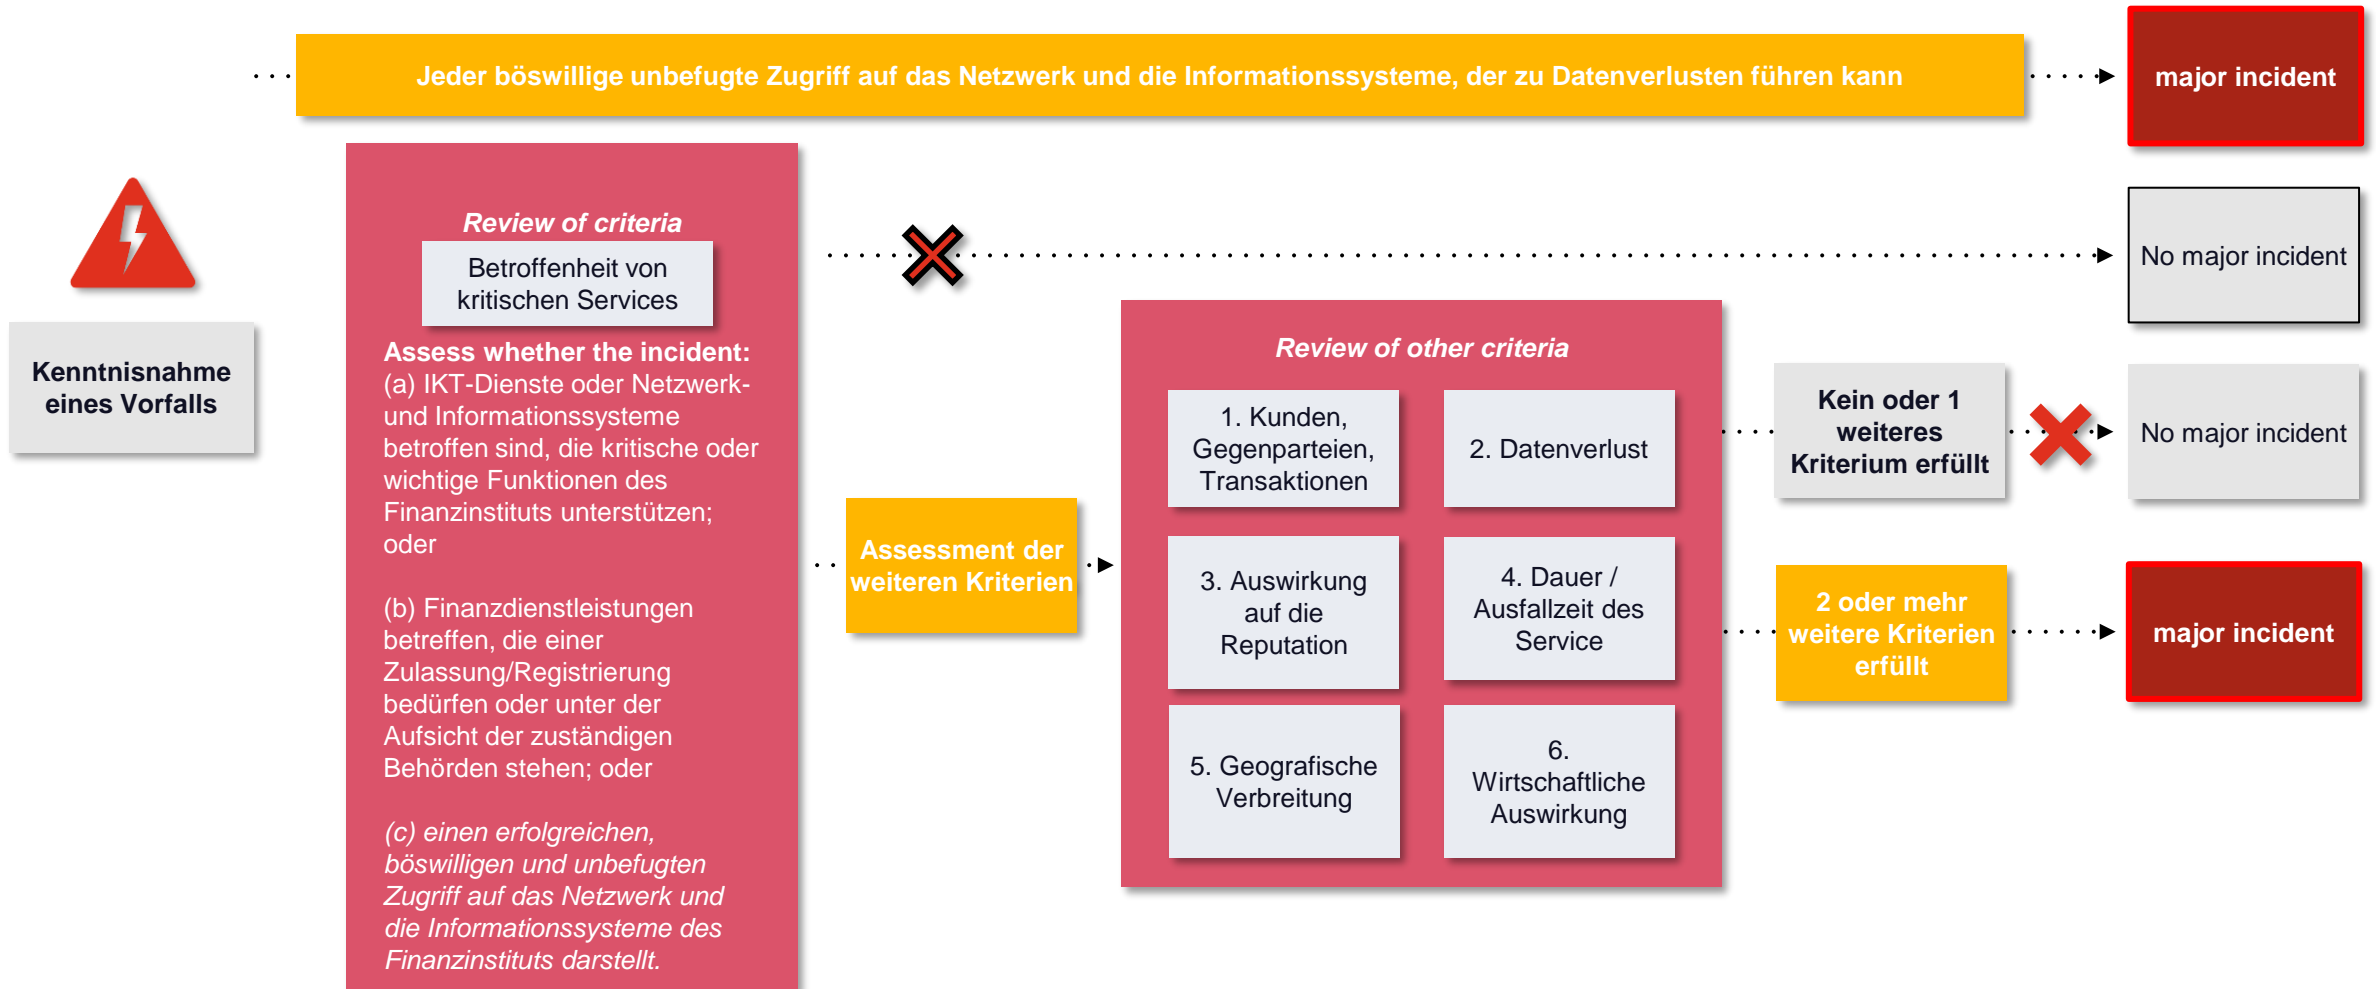 Jeder böswillige unbefugte Zugriff auf das Netzwerk und die Informationssysteme, der zu Datenverlusten führen kann
major incident
Kenntnisnahme
eines Vorfalls
Review of criteria
Betroffenheit von
kritischen Services
Assess whether the incident:
(a) IKT-Dienste oder Netzwerk-
und Informationssysteme
betroffen sind, die kritische oder
wichtige Funktionen des
Finanzinstituts unterstützen;
oder
(b) Finanzdienstleistungen
betreffen, die einer
Zulassung/Registrierung
bedürfen oder unter der
Aufsicht der zuständigen
Behörden stehen; oder
(c) einen erfolgreichen,
böswilligen und unbefugten
Zugriff auf das Netzwerk und
die Informationssysteme des
Finanzinstituts darstellt.
No major incident
Assessment der
weiteren Kriterien
Review of other criteria
1. Kunden,
Gegenparteien,
Transaktionen
2. Datenverlust
3. Auswirkung
auf die
Reputation
4. Dauer /
Ausfallzeit des
Service
5. Geografische
Verbreitung
6.
Wirtschaftliche
Auswirkung
Kein oder 1
weiteres
Kriterium erfüllt
No major incident
2 oder mehr
weitere Kriterien
erfüllt
major incident